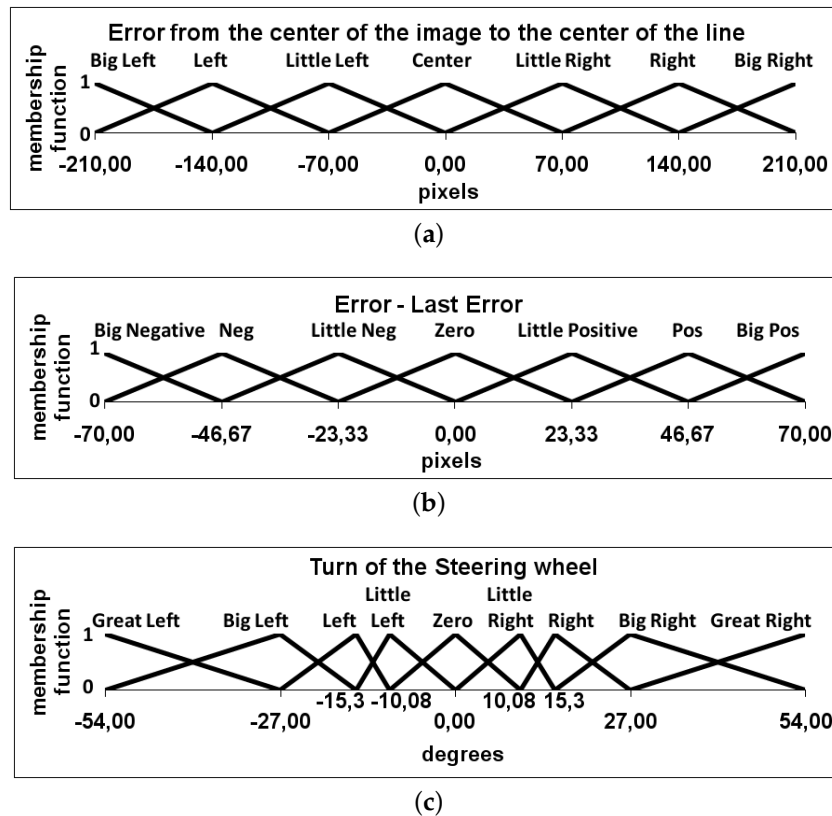 Error from the center of the image to the center of the line
Big Left Left Little Left Center Little Right Right Big Right
membership
function
1
0
-210,00 -140,00 -70,00 0,00 70,00 140,00 210,00
pixels
(a)
Error - Last Error
Big Negative Neg Little Neg Zero Little Positive Pos Big Pos
membership
function
1
0
-70,00 -46,67 -23,33 0,00 23,33 46,67 70,00
pixels
(b)
Turn of the Steering wheel
Little Little
Great Left Big Left Left Left Zero Right Right Big Right Great Right
membership
function
1
0
-15,3 -10,08 10,08 15,3
-54,00 -27,00 0,00 27,00 54,00
degrees
(c)